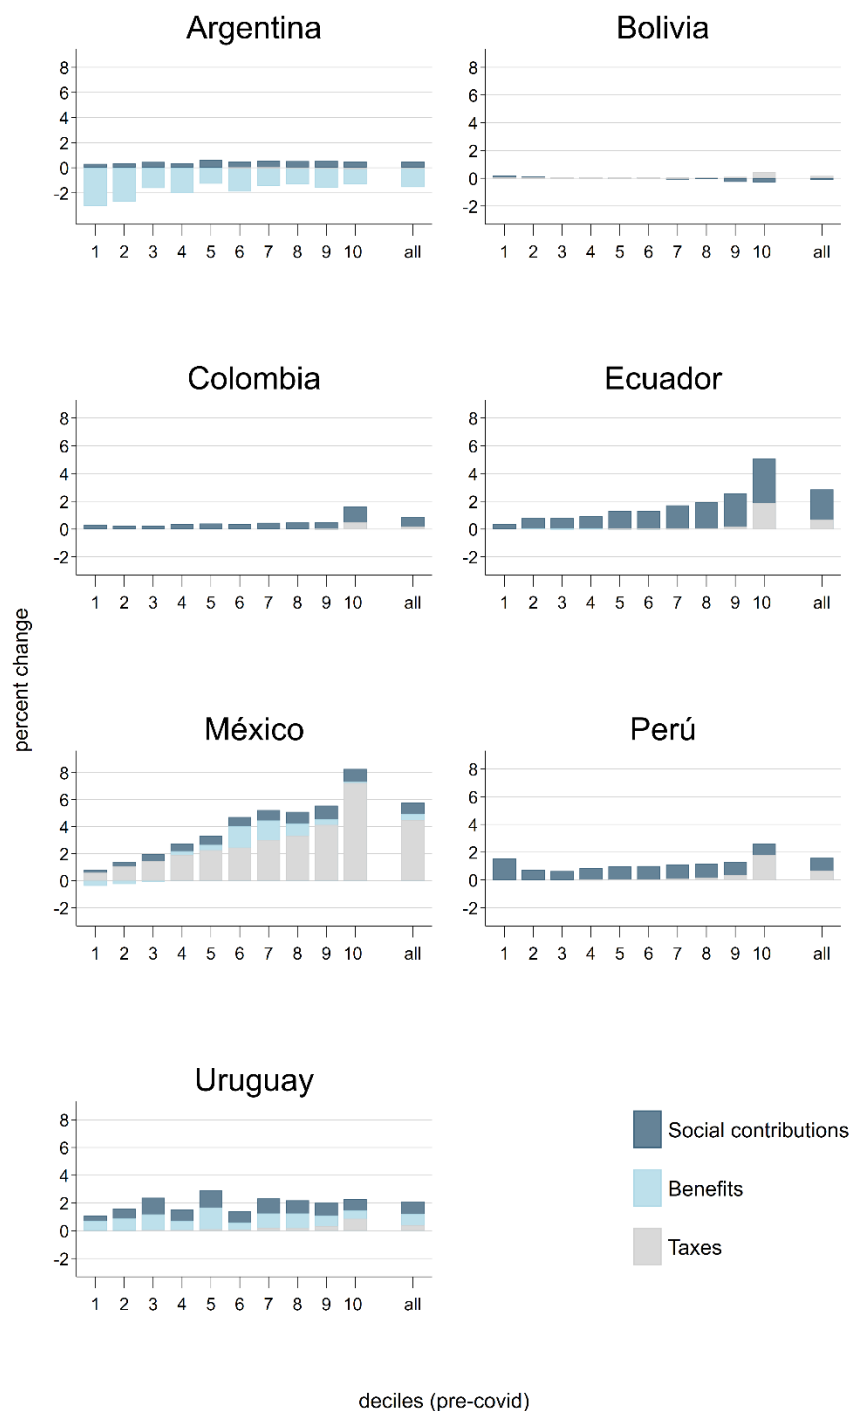 Argentina
8
6
4
2
0
-2
1 2 3 4 5 6 7 8 9 10 all
Bolivia
8
6
4
2
0
-2
1 2 3 4 5 6 7 8 9 10 all
Colombia
8
6
4
2
0
-2
1 2 3 4 5 6 7 8 9 10 all
Ecuador
8
6
4
2
0
-2
1 2 3 4 5 6 7 8 9 10 all
percent change
México
8
6
4
2
0
-2
1 2 3 4 5 6 7 8 9 10 all
Perú
8
6
4
2
0
-2
1 2 3 4 5 6 7 8 9 10 all
Uruguay
8
6
4
2
0
-2
1 2 3 4 5 6 7 8 9 10 all
Social contributions
Benefits
Taxes
deciles (pre-covid)